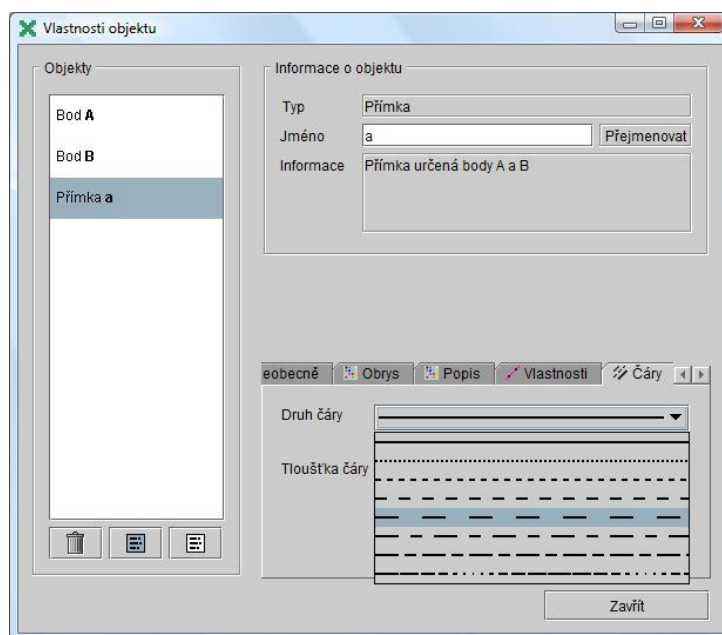 Vlastnosti objektu
Objekty
Bod A
Bod B
Přímka a
Informace o objektu
Typ
Přímka
Jméno
a
Přejmenovat
Informace
Přímka určená body A a B
eobecně
Obrys
Popis
Vlastnosti
Čáry
Druh čáry
Tloušťka čáry
Zavřít